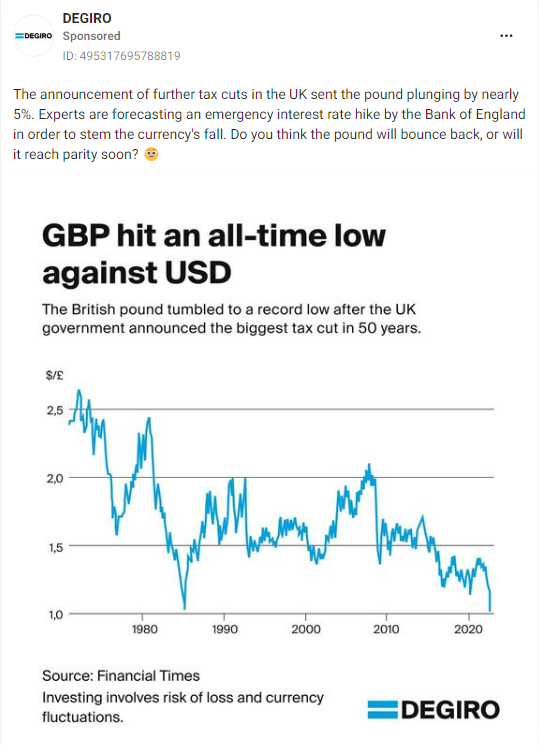 DEGIRO
DEGIRO
Sponsored
ID: 495317695788819
The announcement of further tax cuts in the UK sent the pound plunging by nearly
5%. Experts are forecasting an emergency interest rate hike by the Bank of England
in order to stem the currency's fall. Do you think the pound will bounce back, or will
it reach parity soon? 🫤
GBP hit an all-time low
against USD
The British pound tumbled to a record low after the UK
government announced the biggest tax cut in 50 years.
$/£
2,5
2,0
1,5
1,0
1980 1990 2000 2010 2020
Source: Financial Times
Investing involves risk of loss and currency
fluctuations.
DEGIRO